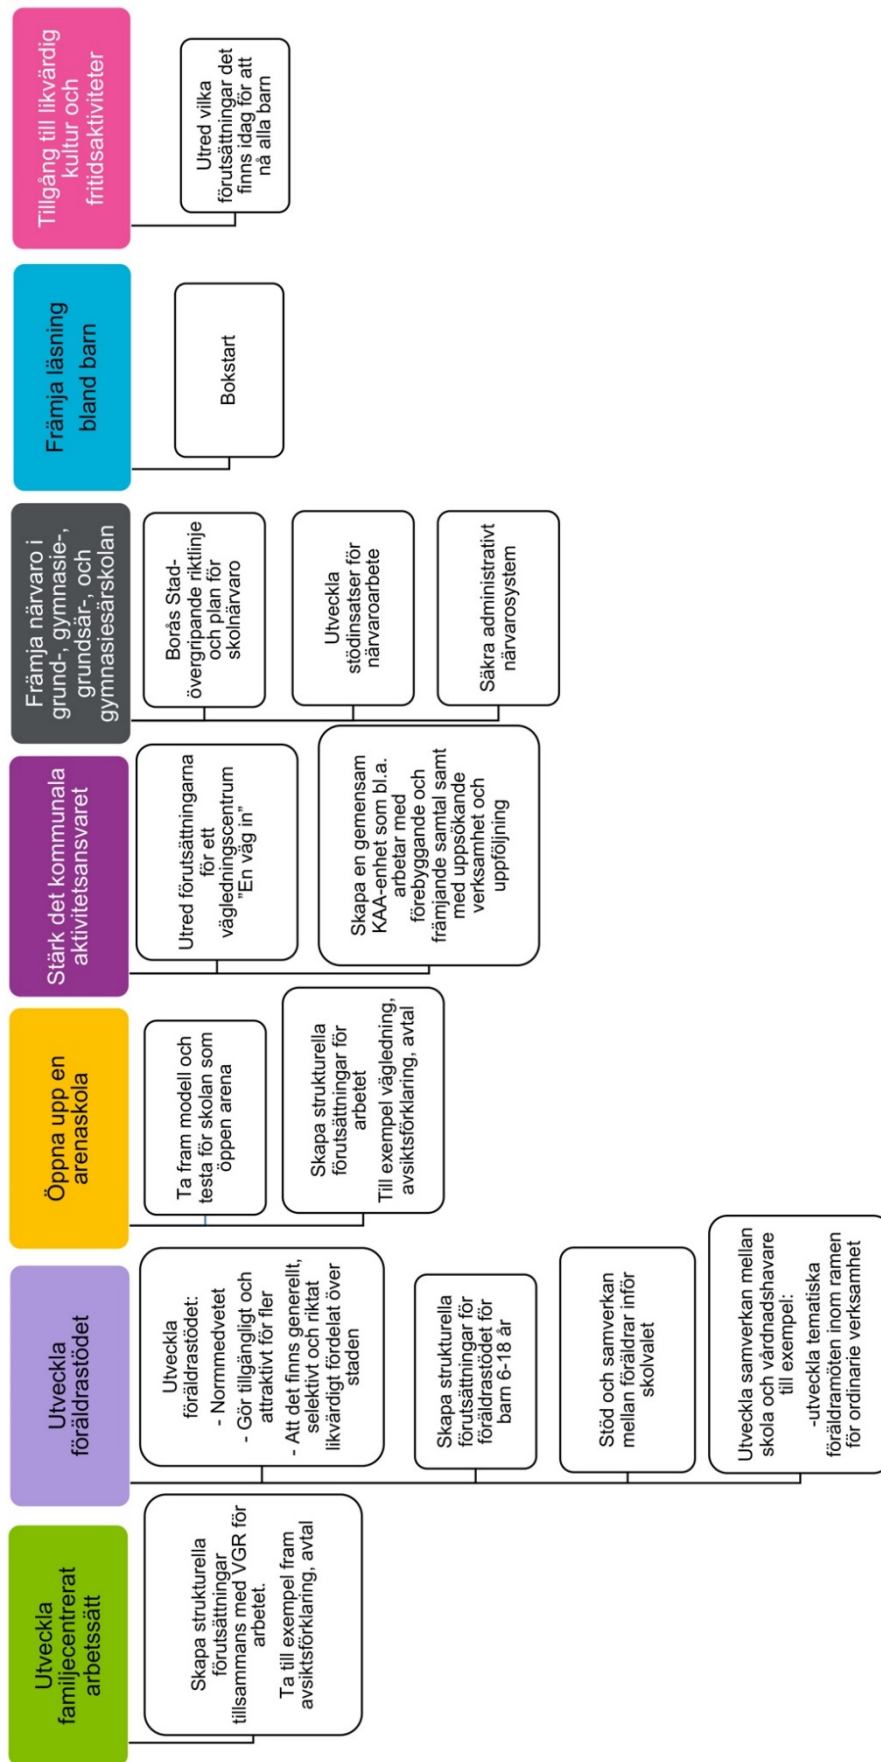 Utveckla
familjecentrerat
arbetssätt
Skapa strukturella
förutsättningar
tillsammans med VGR för
arbetet.
Ta till exempel fram
avsiktsförklaring, avtal
Utveckla
föräldrastödet
Utveckla
föräldrastödet:
- Normmedvetet
- Gör tillgängligt och
attraktivt för fler
- Att det finns generellt,
selektivt och riktat
likvärdigt fördelat över
staden
Skapa strukturella
förutsättningar för
föräldrastödet för
barn 6-18 år
Stöd och samverkan
mellan föräldrar inför
skolvalet
Utveckla samverkan mellan
skola och vårdnadshavare
till exempel:
-utveckla tematiska
föräldramöten inom ramen
för ordinarie verksamhet
Öppna upp en
arenaskola
Ta fram modell och
testa för skolan som
öppen arena
Skapa strukturella
förutsättningar för
arbetet
Till exempel vägledning,
avsiktsförklaring, avtal
Stärk det kommunala
aktivitetsansvaret
Utred förutsättningarna
för ett
vägledningscentrum
”En väg in”
Skapa en gemensam
KAA-enhet som bl.a.
arbetar med
förebyggande och
främjande samtal samt
med uppsökande
verksamhet och
uppföljning
Främja närvaro i
grund-, gymnasie-,
grundsär-, och
gymnasiesärskolan
Borås Stad-
övergripande riktlinje
och plan för
skolnärvaro
Utveckla
stödinsatser för
närvaroarbete
Säkra administrativt
närvarosystem
Främja läsning
bland barn
Bokstart
Tillgång till likvärdig
kultur och
fritidsaktiviteter
Utred vilka
förutsättningar det
finns idag för att
nå alla barn